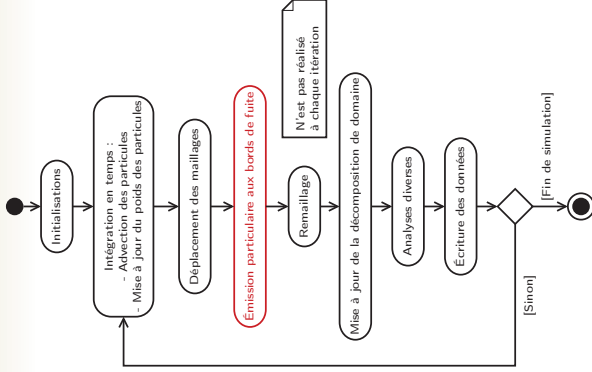 Initialisations
Intégration en temps :
- Advection des particules
- Mise à jour du poids des particules
Déplacement des maillages
Émission particulaire aux bords de fuite
Remaillage
N'est pas réalisé
à chaque itération
Mise à jour de la décomposition de domaine
Analyses diverses
Écriture des données
[Sinon]
[Fin de simulation]